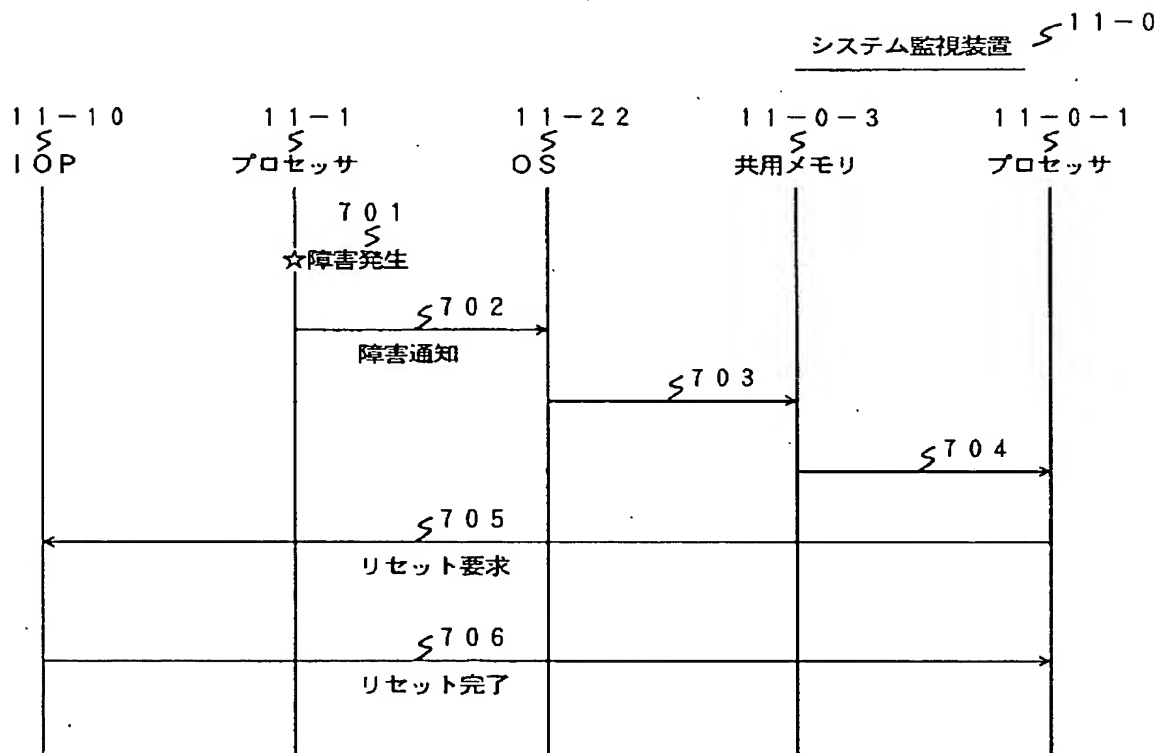 11-0
システム監視装置
11-10 11-1 11-22 11-0-3 11-0-1
IOP プロセッサ OS 共用メモリ プロセッサ
701
☆障害発生
702
障害通知
703
704
705
リセット要求
706
リセット完了